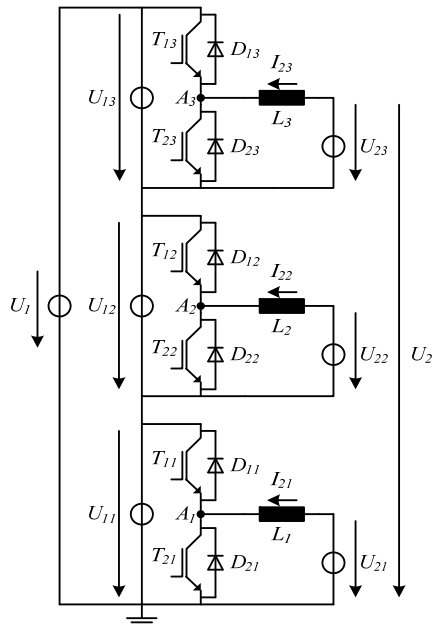 T13 D13 I23
U13 A3 L3
T23 D23 U23
T12 D12 I22
U1 U12 A2 L2 U2
T22 D22 U22
T11 D11 I21
U11 A1 L1
T21 D21 U21